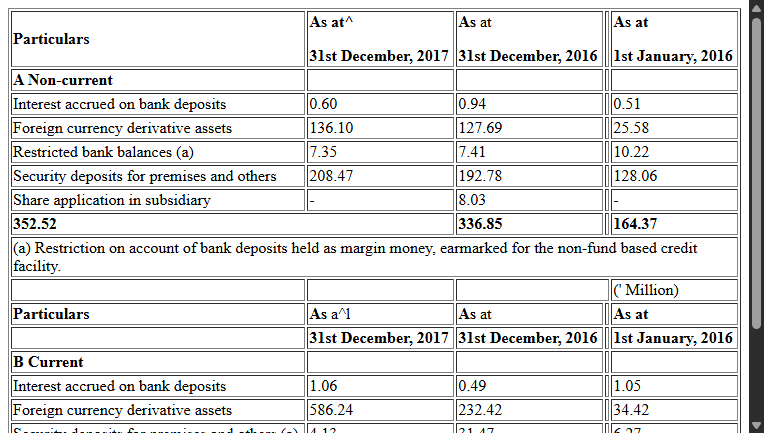 Particulars As at^ 31st December, 2017 As at 31st December, 2016 As at 1st January, 2016
A Non-current
Interest accrued on bank deposits 0.60 0.94 0.51
Foreign currency derivative assets 136.10 127.69 25.58
Restricted bank balances (a) 7.35 7.41 10.22
Security deposits for premises and others 208.47 192.78 128.06
Share application in subsidiary - 8.03 -
352.52 336.85 164.37
(a) Restriction on account of bank deposits held as margin money, earmarked for the non-fund based credit
facility.
(' Million)
Particulars As a^l As at As at
31st December, 2017 31st December, 2016 1st January, 2016
B Current
Interest accrued on bank deposits 1.06 0.49 1.05
Foreign currency derivative assets 586.24 232.42 34.42